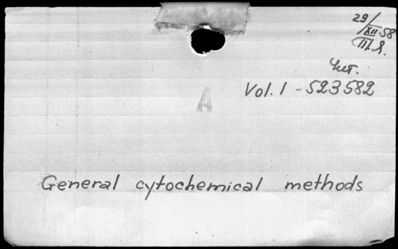 29/
/XII-58
Чит.
Vol. 1 - 523582
A
General cytochemical methods